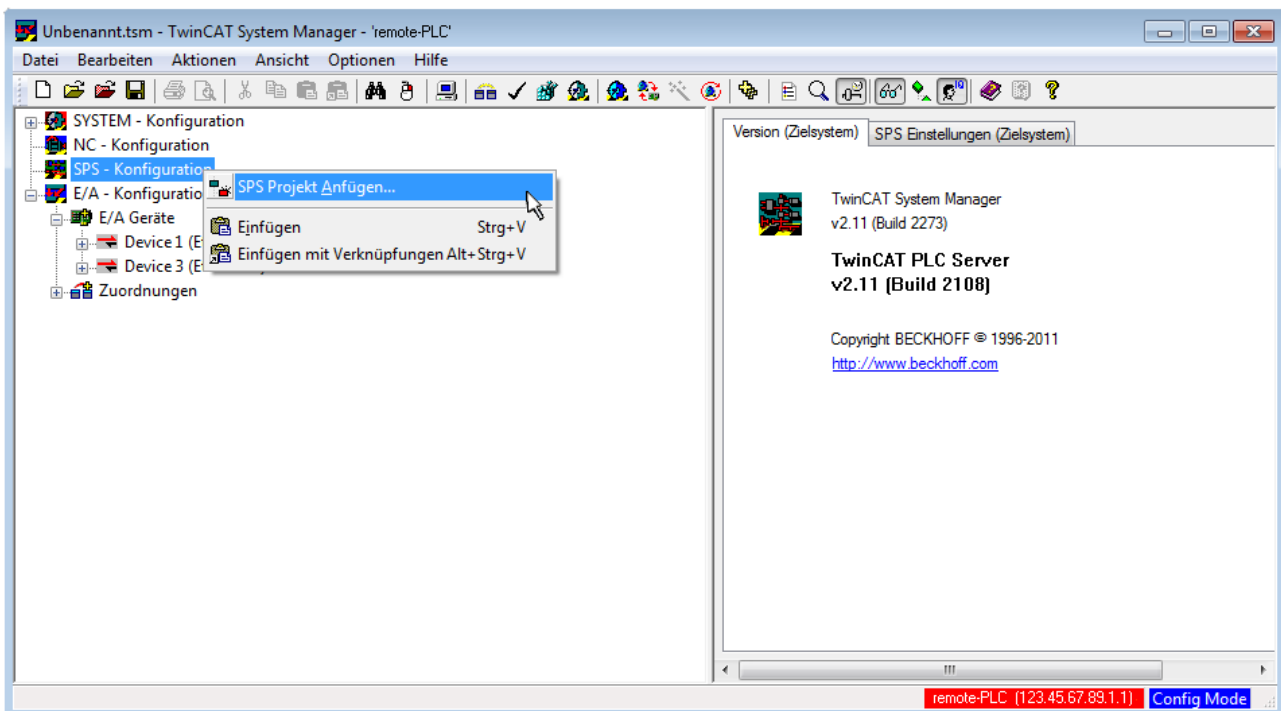 Unbenannt.tsm - TwinCAT System Manager - 'remote-PLC'
Datei Bearbeiten Aktionen Ansicht Optionen Hilfe
SYSTEM - Konfiguration
NC - Konfiguration
SPS - Konfiguration
E/A - Konfiguratio
E/A Geräte
Device 1 (E
Device 3 (E
Zuordnungen
SPS Projekt Anfügen...
Einfügen Strg+V
Einfügen mit Verknüpfungen Alt+Strg+V
Version (Zielsystem) SPS Einstellungen (Zielsystem)
TwinCAT System Manager
v2.11 (Build 2273)
TwinCAT PLC Server
v2.11 (Build 2108)
Copyright BECKHOFF © 1996-2011
http://www.beckhoff.com
remote-PLC (123.45.67.89.1.1) Config Mode